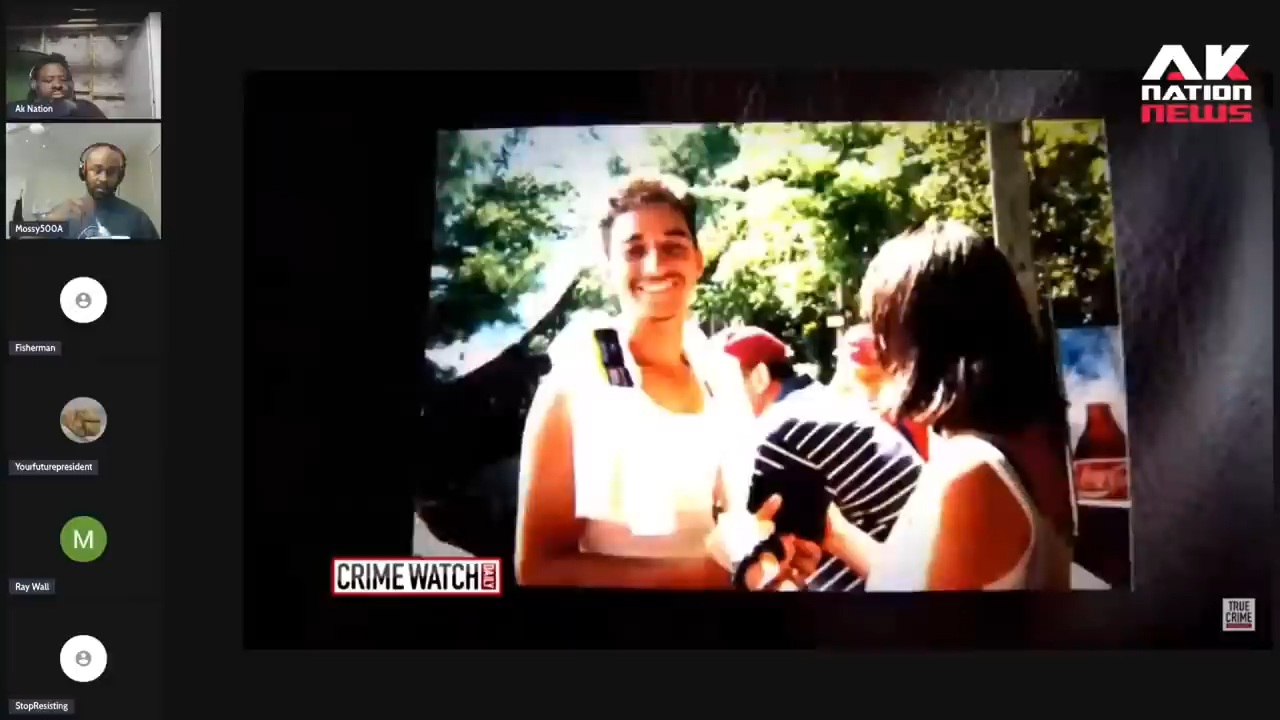 Ak Nation
Mossy500A
Fisherman
Yourfuturepresident
M
Ray Wall
StopResisting
AK
NATION
NEWS
CRIME WATCH DAILY
TRUE
CRIME